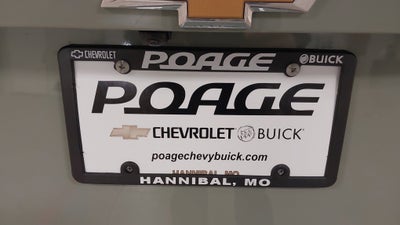 CHEVROLET POAGE BUICK
POAGE
CHEVROLET BUICK
poagechevybuick.com
HANNIBAL, MO
HANNIBAL, MO